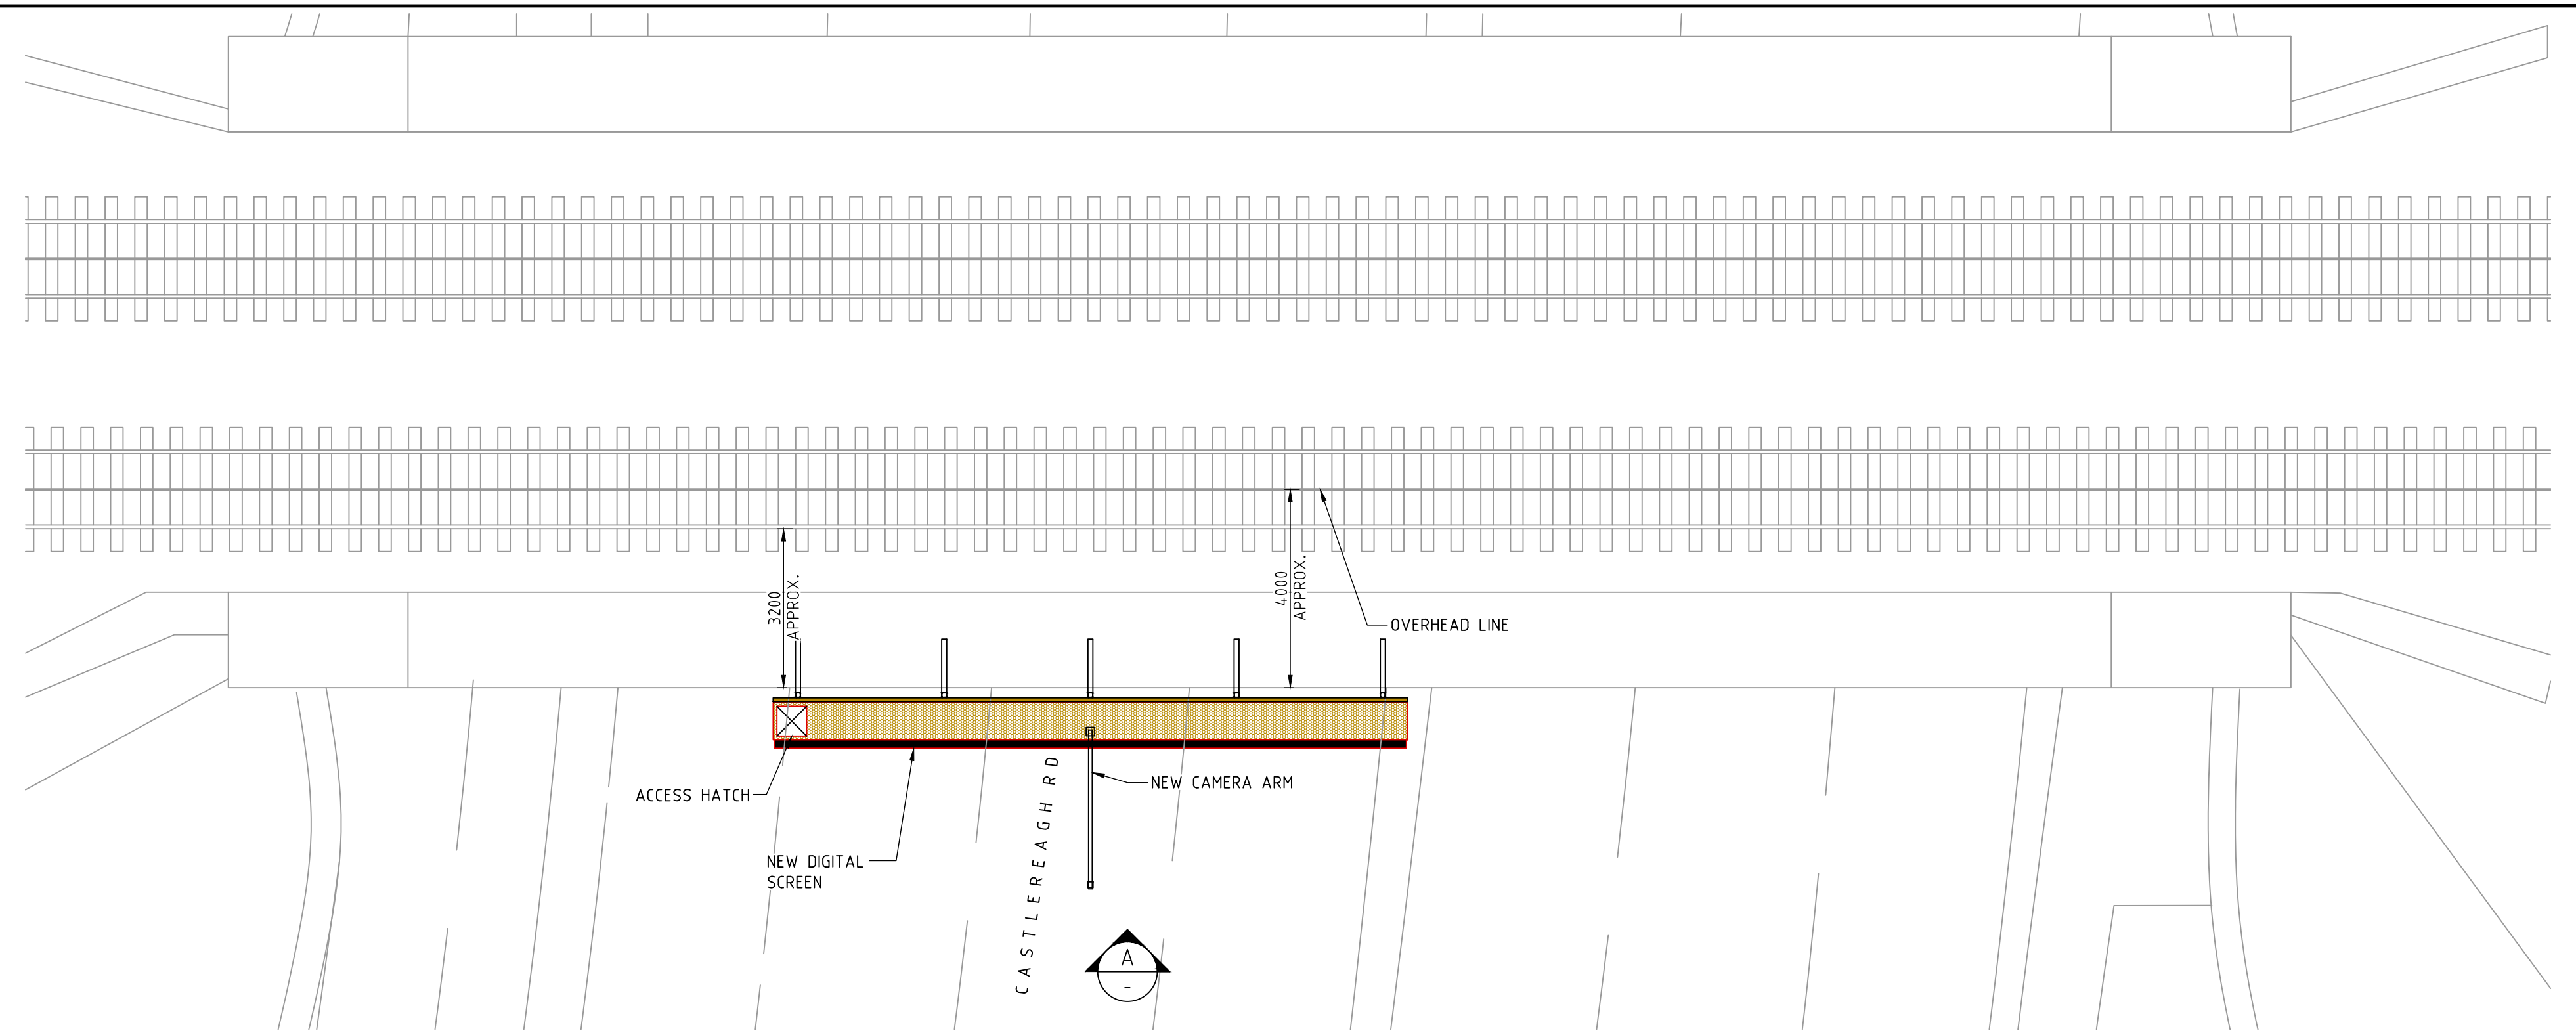 3200
APPROX.
4000
APPROX.
OVERHEAD LINE
NEW CAMERA ARM
ACCESS HATCH
NEW DIGITAL
SCREEN
CASTLEREAGH RD
A
-